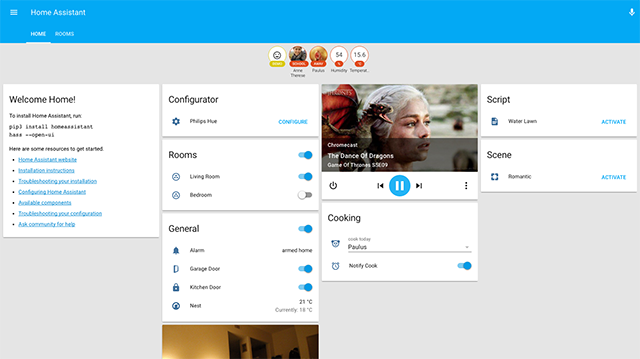 Home Assistant
HOME
ROOMS
54
15.6
SCHOOL
AWAY
%
°C
Anne
Therese
Paulus
Humidity
Temperat...
Welcome Home!
To install Home Assistant, run:
pip3 install homeassistant
hass --open-ui
Here are some resources to get started.
Home Assistant website
Installation instructions
Troubleshooting your installation
Configuring Home Assistant
Available components
Troubleshooting your configuration
Ask community for help
Configurator
Philips Hue
CONFIGURE
Rooms
Living Room
Bedroom
General
Alarm
armed home
Garage Door
Kitchen Door
Nest
21 °C
Currently: 18 °C
Chromecast
The Dance Of Dragons
Game Of Thrones S5E09
Cooking
cook today
Paulus
Notify Cook
Script
Water Lawn
ACTIVATE
Scene
Romantic
ACTIVATE